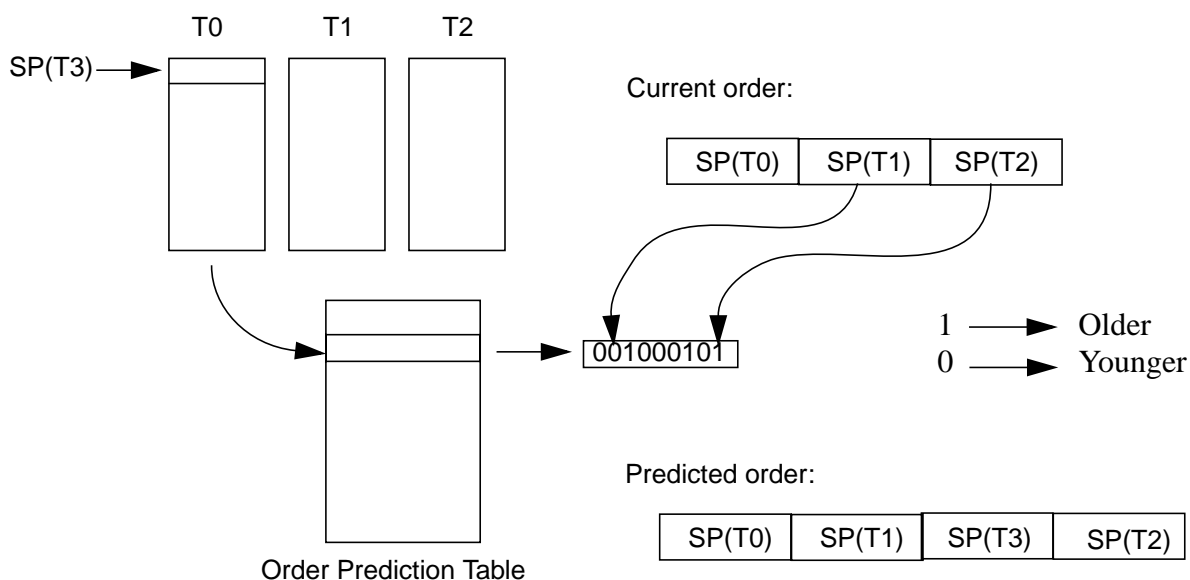 T0 T1 T2
SP(T3)
Current order:
SP(T0) SP(T1) SP(T2)
001000101
1 Older
0 Younger
Predicted order:
SP(T0) SP(T1) SP(T3) SP(T2)
Order Prediction Table